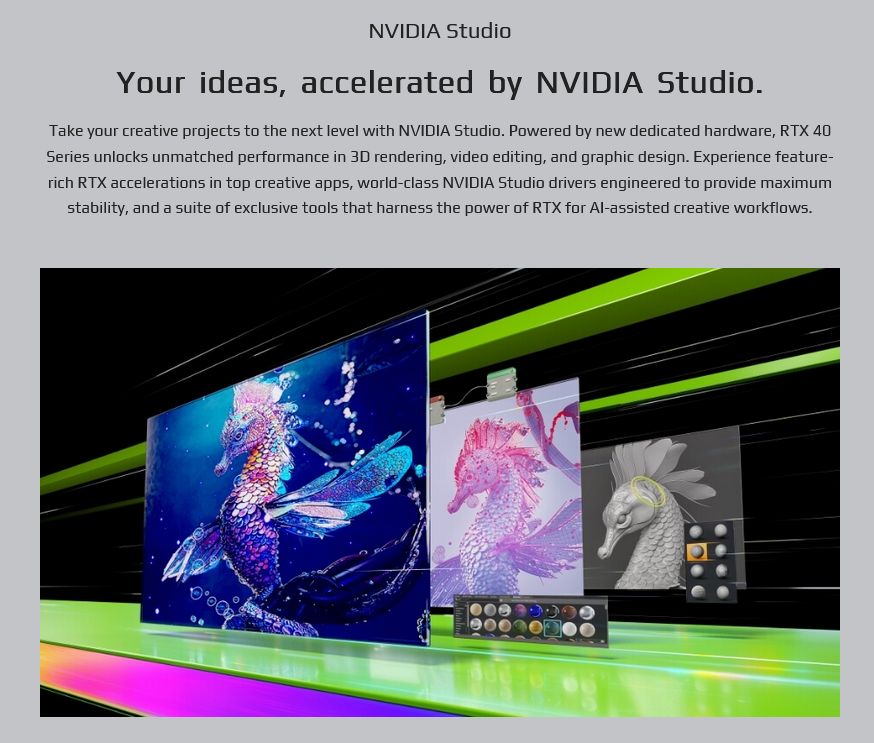 NVIDIA Studio
Your ideas, accelerated by NVIDIA Studio.
Take your creative projects to the next level with NVIDIA Studio. Powered by new dedicated hardware, RTX 40
Series unlocks unmatched performance in 3D rendering, video editing, and graphic design. Experience feature-
rich RTX accelerations in top creative apps, world-class NVIDIA Studio drivers engineered to provide maximum
stability, and a suite of exclusive tools that harness the power of RTX for AI-assisted creative workflows.